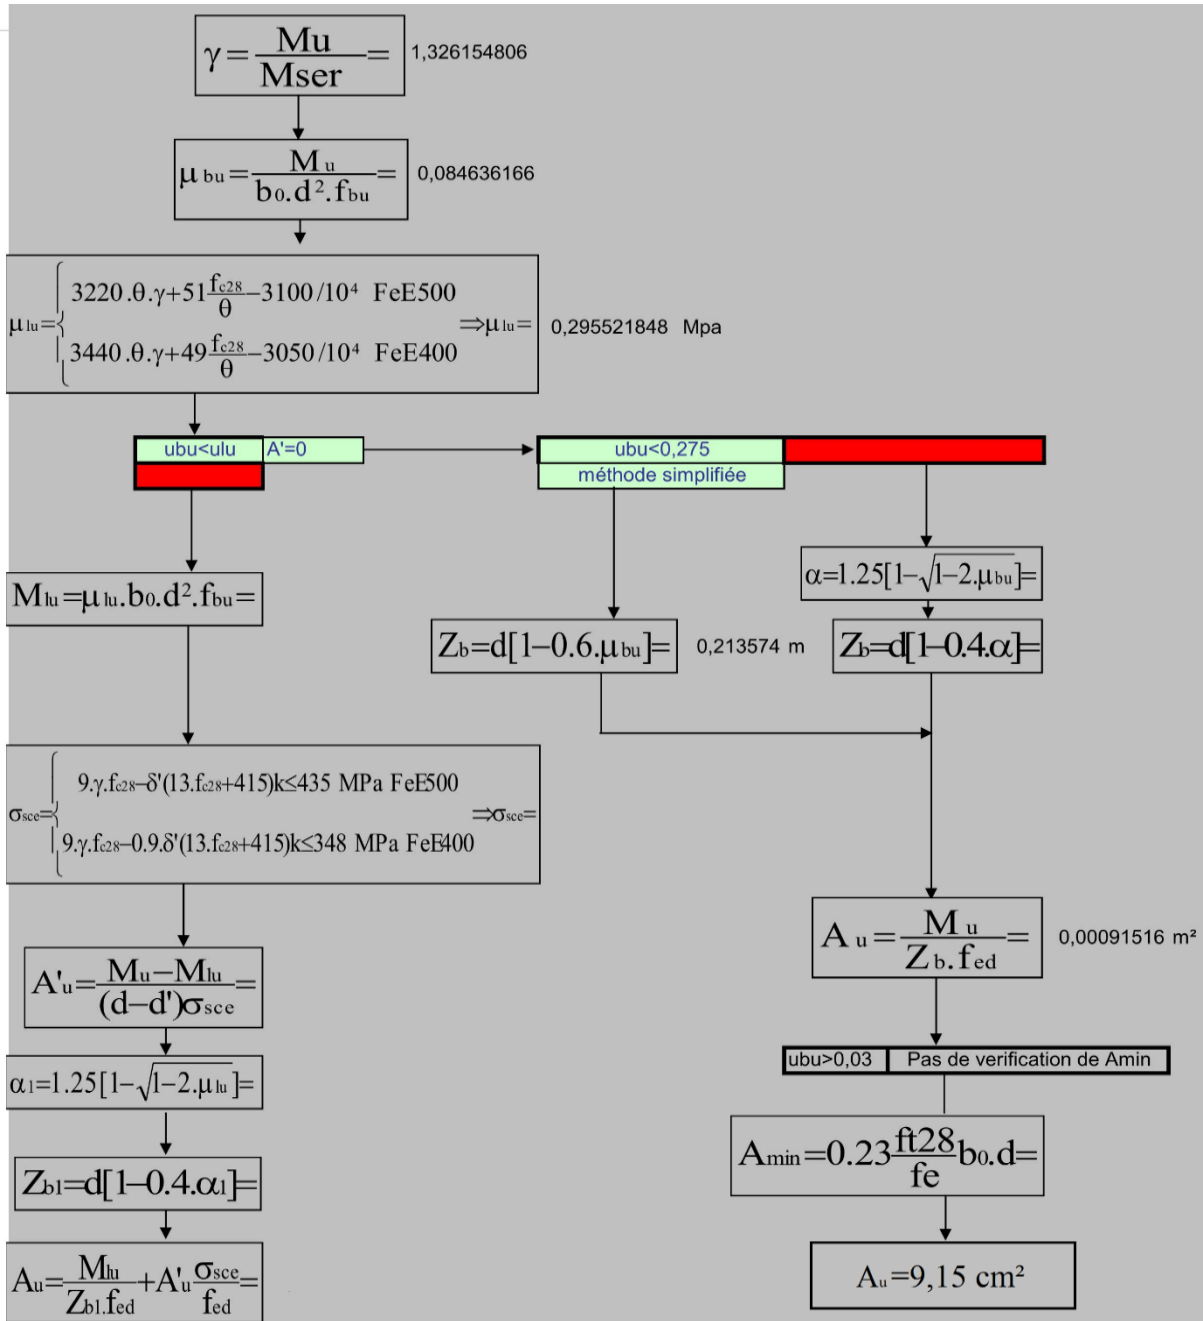 γ = Mu / Mser = 1,326154806
μbu = Mu / b0.d².fbu = 0,084636166
μlu = { 3220.θ.γ+51 fc28/θ −3100/10⁴ FeE500
3440.θ.γ+49 fc28/θ −3050/10⁴ FeE400
⇒μlu= 0,295521848 Mpa
ubu<ulu A'=0
ubu<0,275
méthode simplifiée
Mlu=μlu.b0.d².fbu=
α=1.25[1−√1−2.μbu]=
Zb=d[1−0.6.μbu]= 0,213574 m
Zb=d[1−0.4.α]=
σsce= { 9.γ.fc28−δ'(13.fc28+415)k≤435 MPa FeE500
9.γ.fc28−0.9.δ'(13.fc28+415)k≤348 MPa FeE400
⇒σsce=
Au = Mu / Zb.fed = 0,00091516 m²
A'u = Mu−Mlu / (d−d')σsce =
ubu>0,03 Pas de verification de Amin
α1=1.25[1−√1−2.μlu]=
Amin=0.23 ft28/fe b0.d=
Zb1=d[1−0.4.α1]=
Au = Mlu / Zb1.fed + A'u σsce/fed =
Au=9,15 cm²